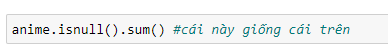 anime.isnull().sum() #cái này giống cái trên